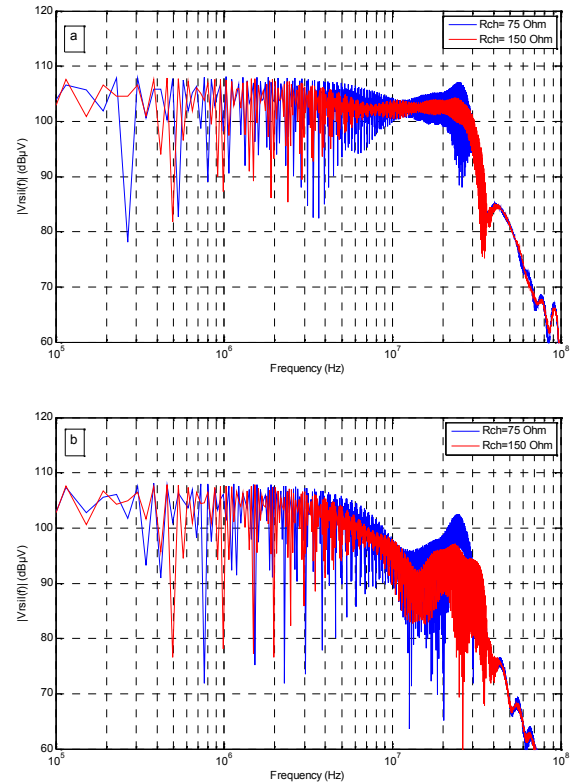 120
a
Rch= 75 Ohm
Rch= 150 Ohm
110
100
90
80
70
60
|Vrsil(f)| (dBµV)
10^5
10^6
10^7
10^8
Frequency (Hz)
120
b
Rch=75 Ohm
Rch=150 Ohm
110
100
90
80
70
60
|Vrsil(f)| (dBµV)
10^5
10^6
10^7
10^8
Frequency (Hz)